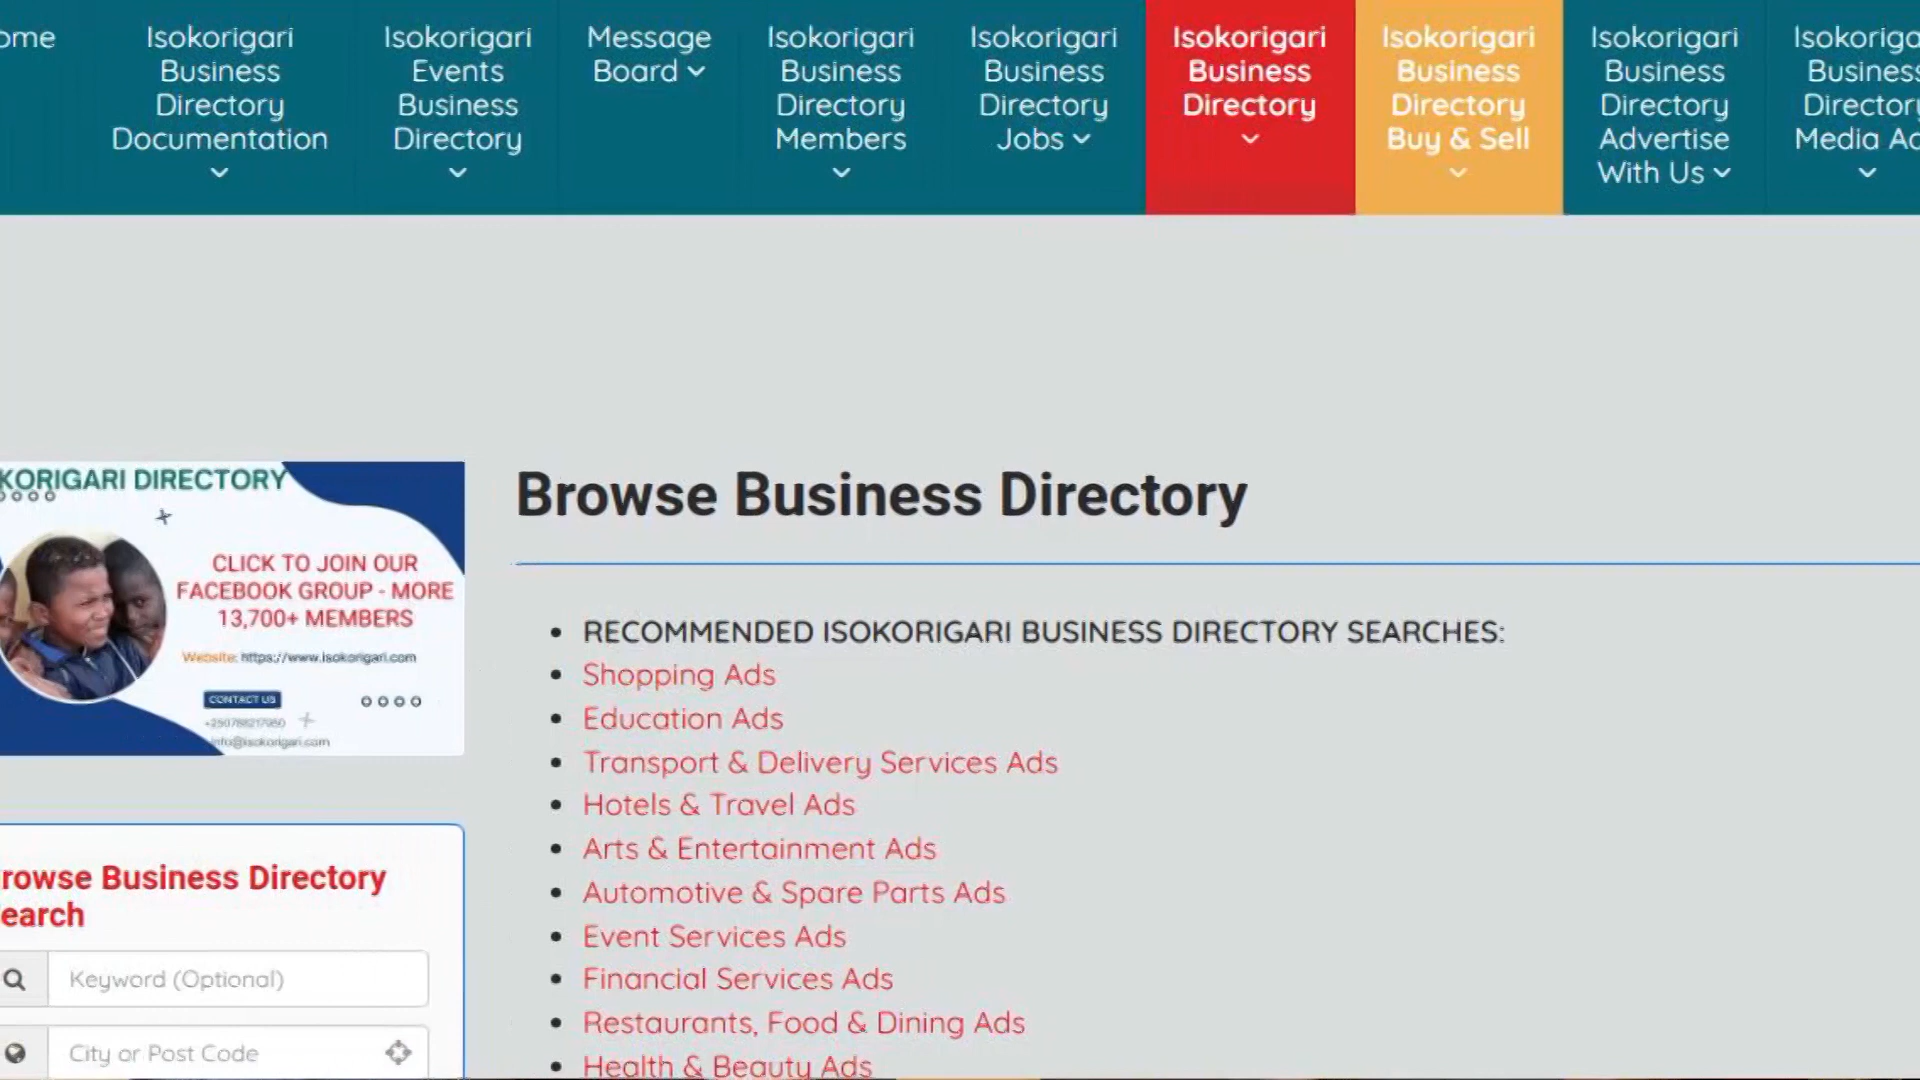 ome
Isokorigari
Business
Directory
Documentation
Isokorigari
Events
Business
Directory
Message
Board
Isokorigari
Business
Directory
Members
Isokorigari
Business
Directory
Jobs
Isokorigari
Business
Directory
Isokorigari
Business
Directory
Buy & Sell
Isokorigari
Business
Directory
Advertise
With Us
Isokoriga
Business
Directory
Media Ad
KORIGARI DIRECTORY
CLICK TO JOIN OUR
FACEBOOK GROUP - MORE
13,700+ MEMBERS
Website: https://www.isokorigari.com
CONTACT US
info@isokorigari.com
rowse Business Directory
earch
Keyword (Optional)
City or Post Code
Browse Business Directory
RECOMMENDED ISOKORIGARI BUSINESS DIRECTORY SEARCHES:
Shopping Ads
Education Ads
Transport & Delivery Services Ads
Hotels & Travel Ads
Arts & Entertainment Ads
Automotive & Spare Parts Ads
Event Services Ads
Financial Services Ads
Restaurants, Food & Dining Ads
Health & Beauty Ads